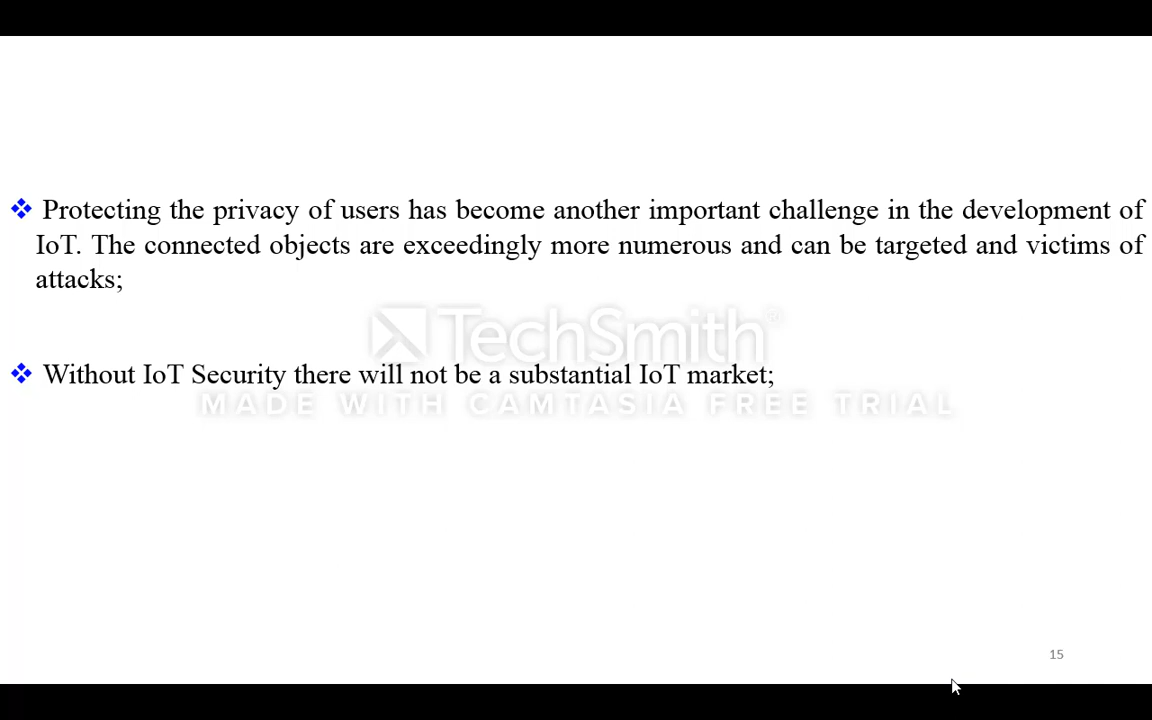 Protecting the privacy of users has become another important challenge in the development of
IoT. The connected objects are exceedingly more numerous and can be targeted and victims of
attacks;
TechSmith®
Without IoT Security there will not be a substantial IoT market;
MADE WITH CAMTASIA FREE TRIAL
15